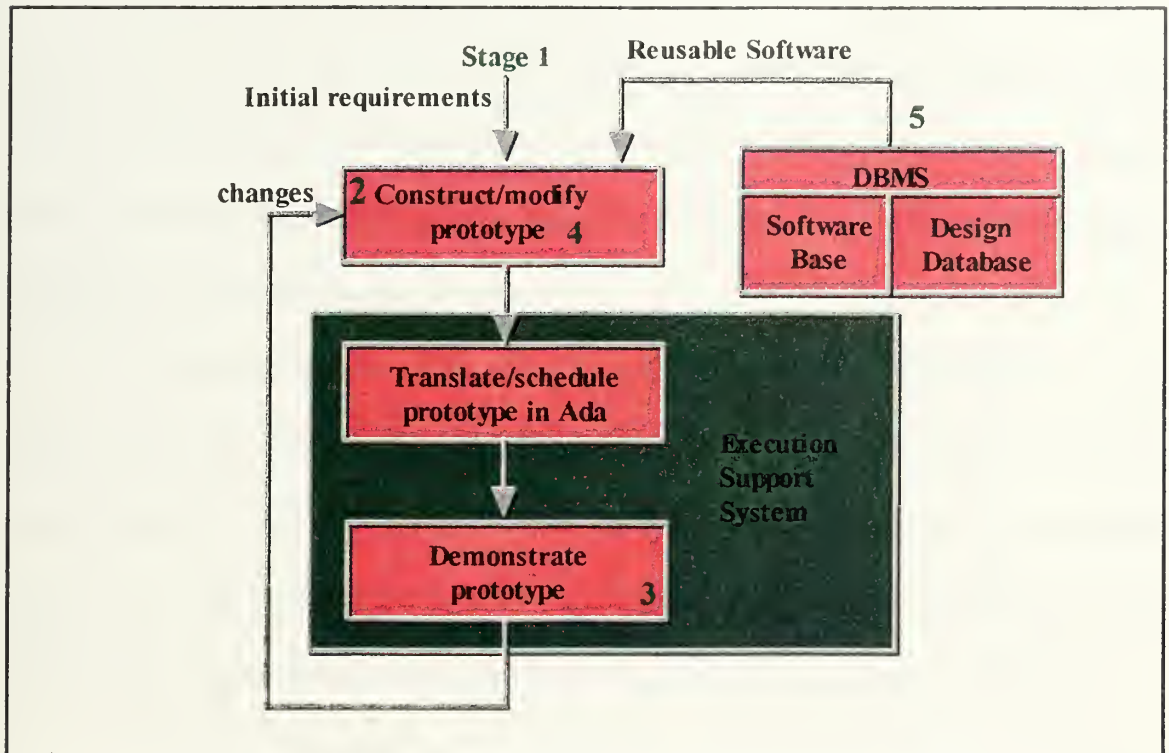 Stage 1
Reusable Software
Initial requirements
5
DBMS
changes
2 Construct/modify
prototype 4
Software
Base
Design
Database
Translate/schedule
prototype in Ada
Execution
Support
System
Demonstrate
prototype 3